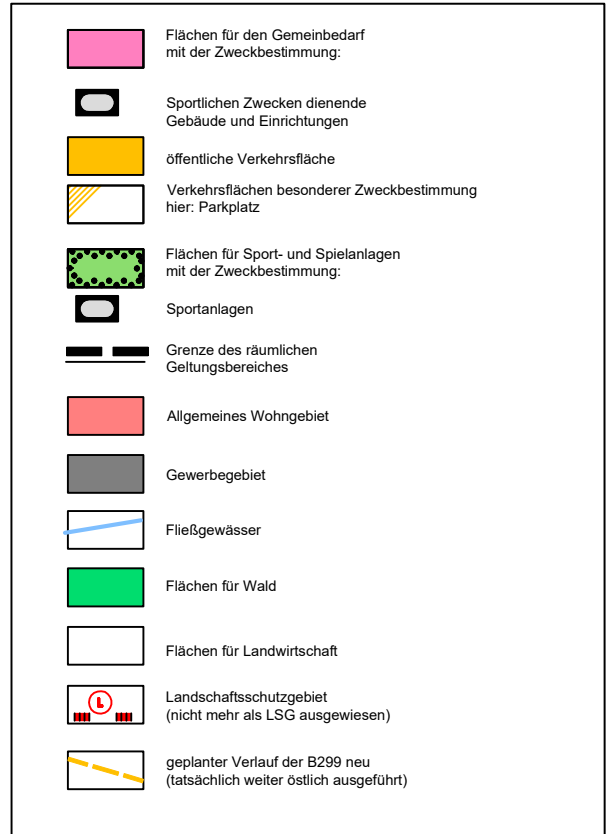 Flächen für den Gemeinbedarf
mit der Zweckbestimmung:
Sportlichen Zwecken dienende
Gebäude und Einrichtungen
öffentliche Verkehrsfläche
Verkehrsflächen besonderer Zweckbestimmung
hier: Parkplatz
Flächen für Sport- und Spielanlagen
mit der Zweckbestimmung:
Sportanlagen
Grenze des räumlichen
Geltungsbereiches
Allgemeines Wohngebiet
Gewerbegebiet
Fließgewässer
Flächen für Wald
Flächen für Landwirtschaft
L
Landschaftsschutzgebiet
(nicht mehr als LSG ausgewiesen)
geplanter Verlauf der B299 neu
(tatsächlich weiter östlich ausgeführt)